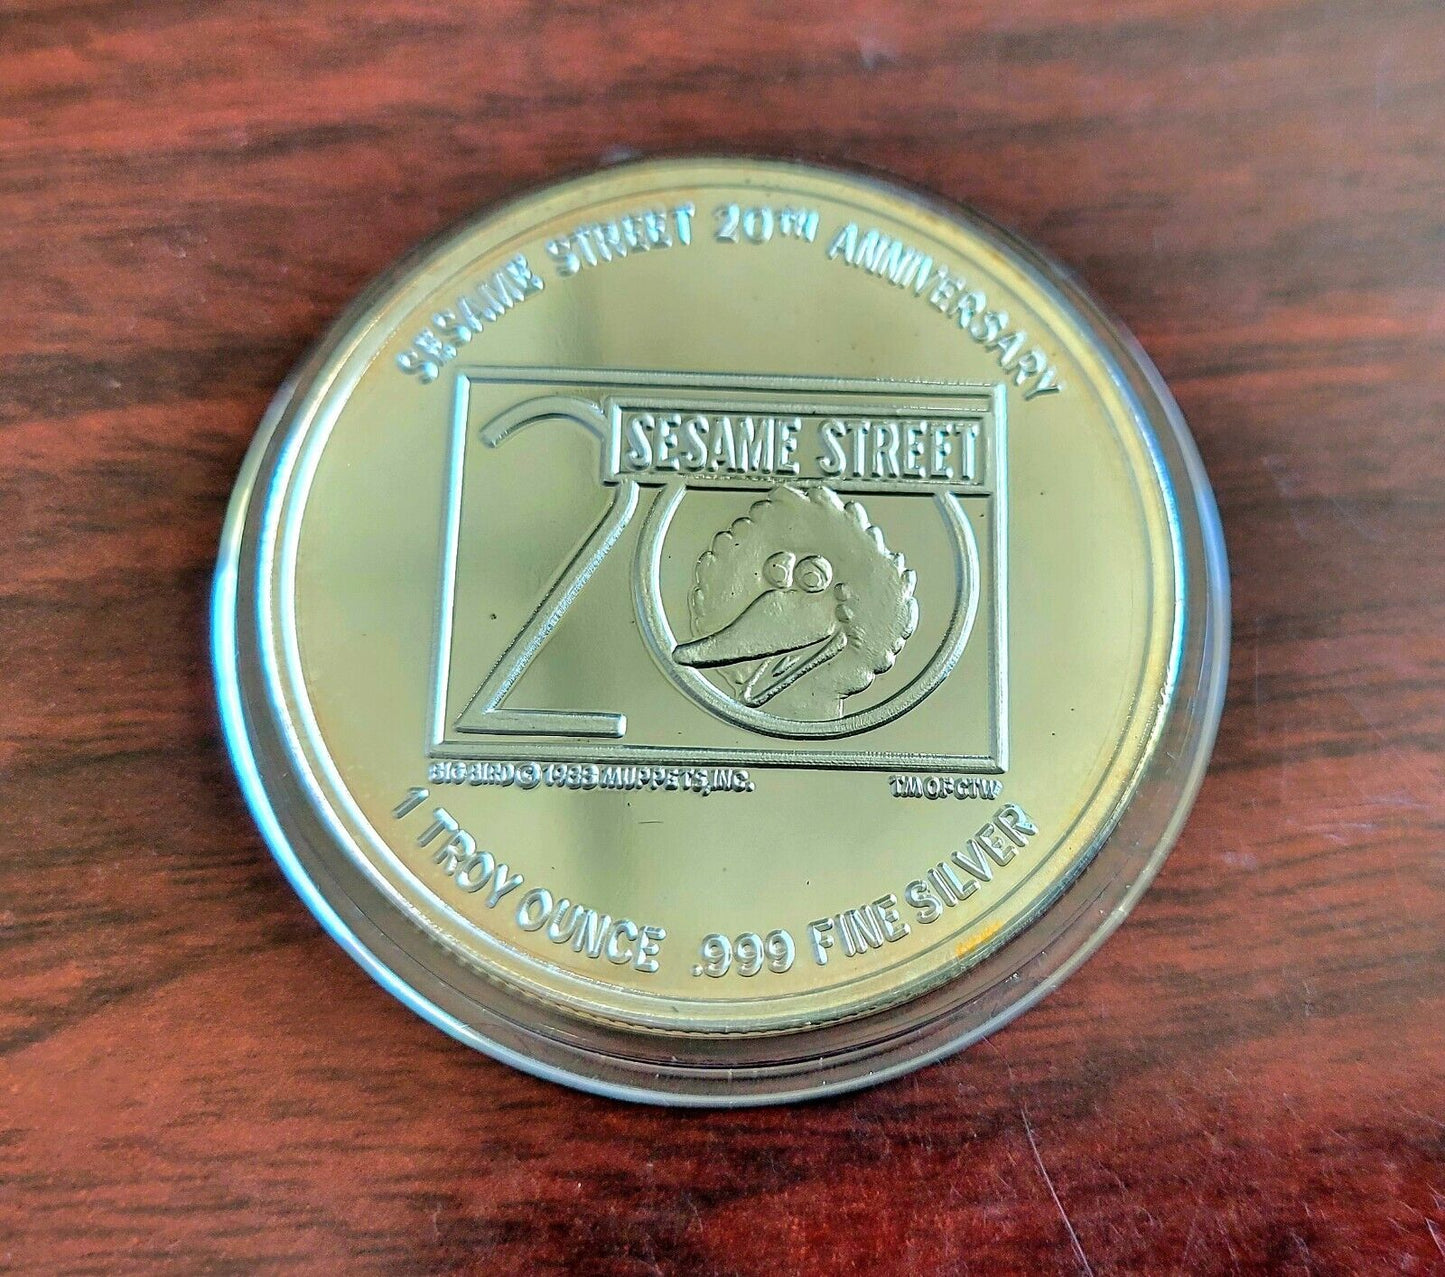 SESAME STREET 20TH ANNIVERSARY
20
SESAME STREET
BIG BIRD © 1988 MUPPETS, INC.
TM OF CTW
1 TROY OUNCE .999 FINE SILVER